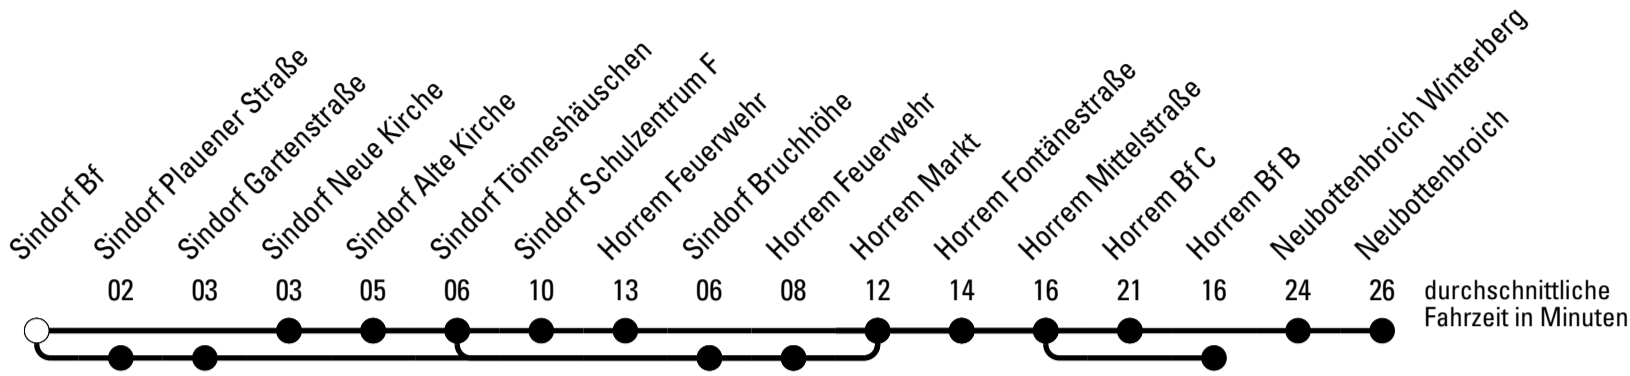 Sindorf Bf
Sindorf Plauener Straße
Sindorf Gartenstraße
Sindorf Neue Kirche
Sindorf Alte Kirche
Sindorf Tönneshäuschen
Sindorf Schulzentrum F
Horrem Feuerwehr
Sindorf Bruchhöhe
Horrem Feuerwehr
Horrem Markt
Horrem Fontänestraße
Horrem Mittelstraße
Horrem Bf C
Horrem Bf B
Neubottenbroich Winterberg
Neubottenbroich
02 03 03 05 06 10 13 06 08 12 14 16 21 16 24 26
durchschnittliche
Fahrzeit in Minuten